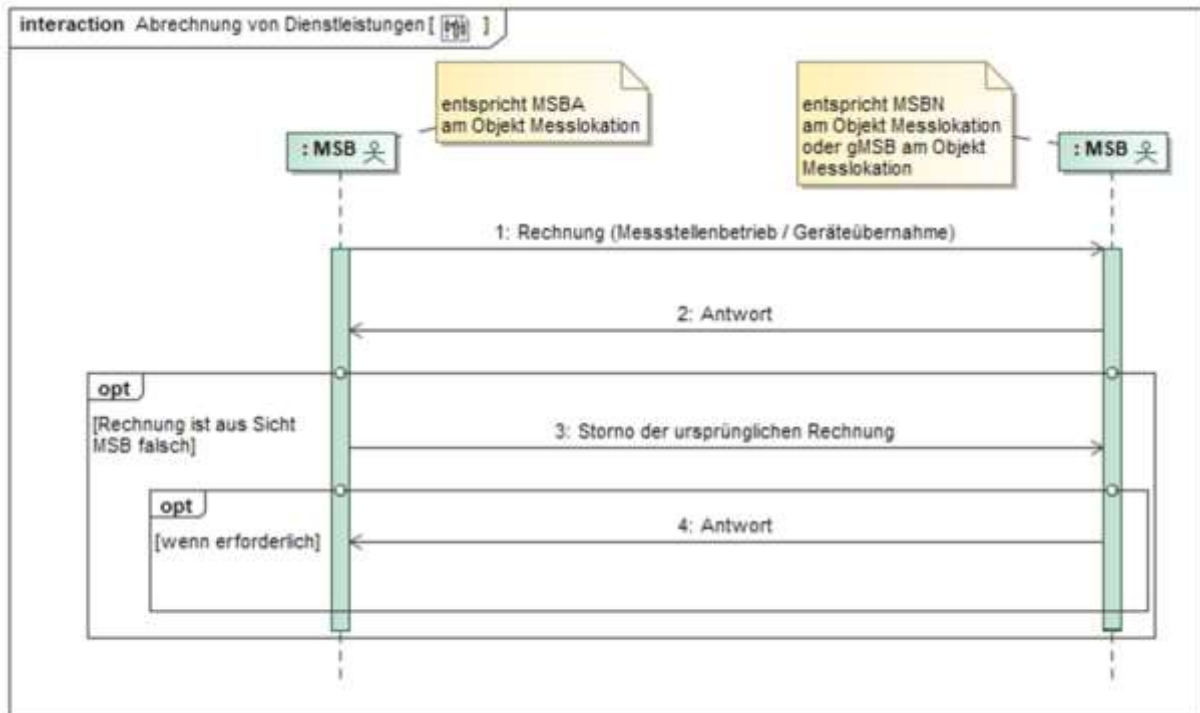 interaction Abrechnung von Dienstleistungen [ ]
entspricht MSBA
am Objekt Messlokation
entspricht MSBN
am Objekt Messlokation
oder gMSB am Objekt
Messlokation
: MSB
: MSB
1: Rechnung (Messstellenbetrieb / Geräteübernahme)
2: Antwort
opt
[Rechnung ist aus Sicht
MSB falsch]
3: Storno der ursprünglichen Rechnung
opt
[wenn erforderlich]
4: Antwort